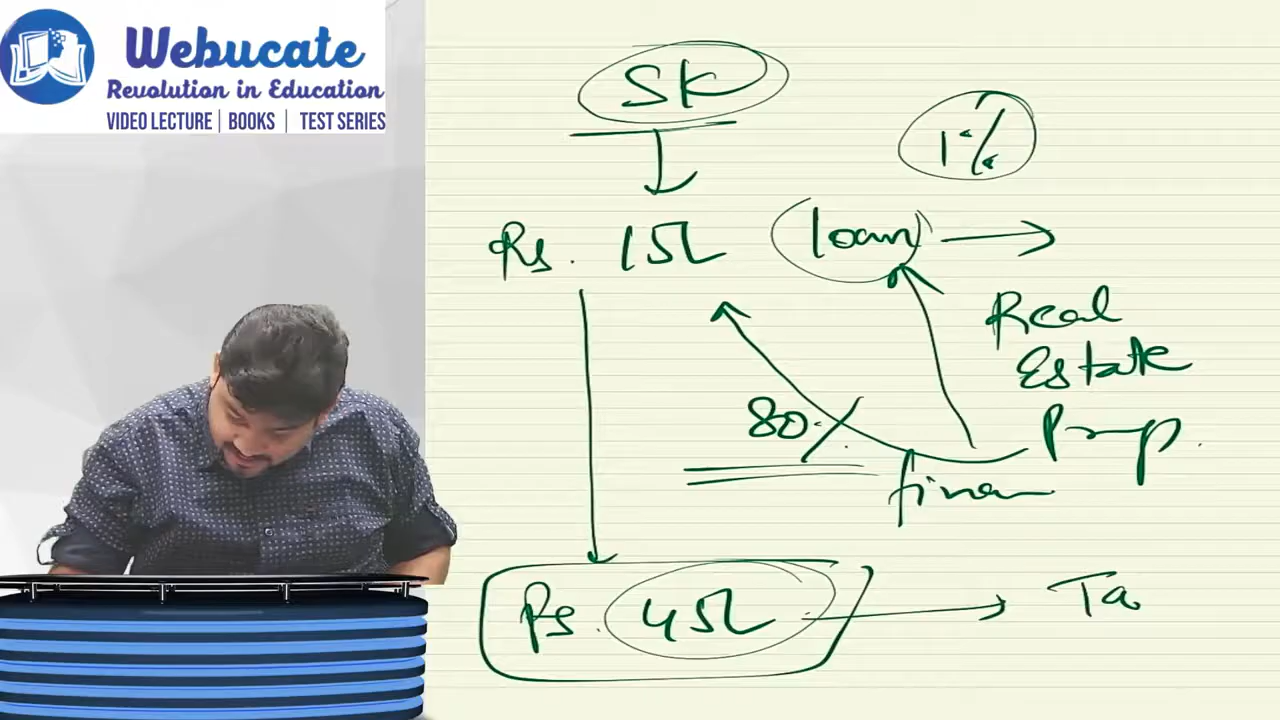 Webucate
Revolution in Education
VIDEO LECTURE | BOOKS | TEST SERIES
SK
1%
Rs. 15L loan
Real
Estate
80%
Prop.
finan
Rs. 45L
Ta